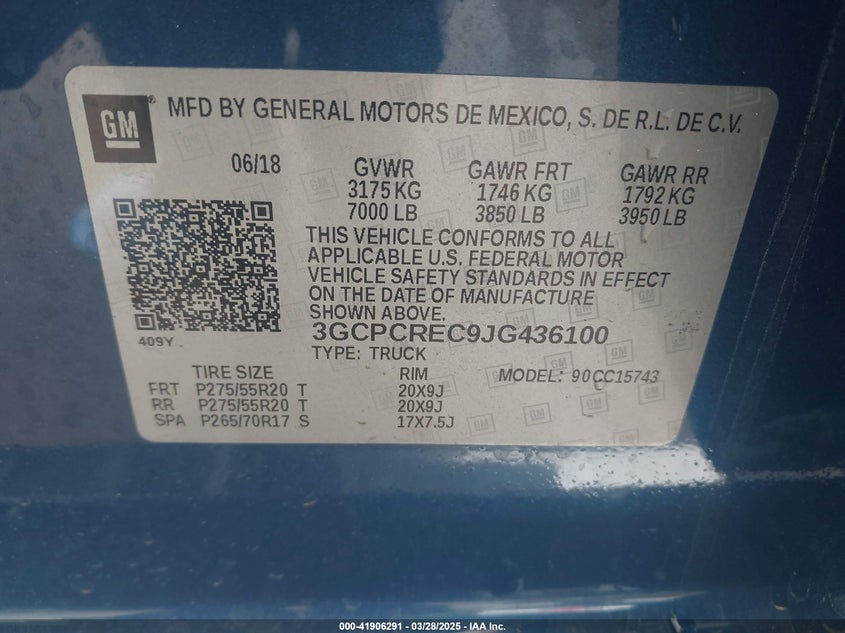 GM® MFD BY GENERAL MOTORS DE MEXICO, S. DE R.L. DE C.V.
06/18 GVWR GAWR FRT GAWR RR
3175 KG 1746 KG 1792 KG
7000 LB 3850 LB 3950 LB
THIS VEHICLE CONFORMS TO ALL
APPLICABLE U.S. FEDERAL MOTOR
VEHICLE SAFETY STANDARDS IN EFFECT
ON THE DATE OF MANUFACTURE
SHOWN ABOVE.
409Y 3GCPCREC9JG436100
TYPE: TRUCK
TIRE SIZE RIM MODEL: 90CC15743
FRT P275/55R20 T 20X9J
RR P275/55R20 T 20X9J
SPA P265/70R17 S 17X7.5J
000-41906291 - 03/28/2025 - IAA Inc.